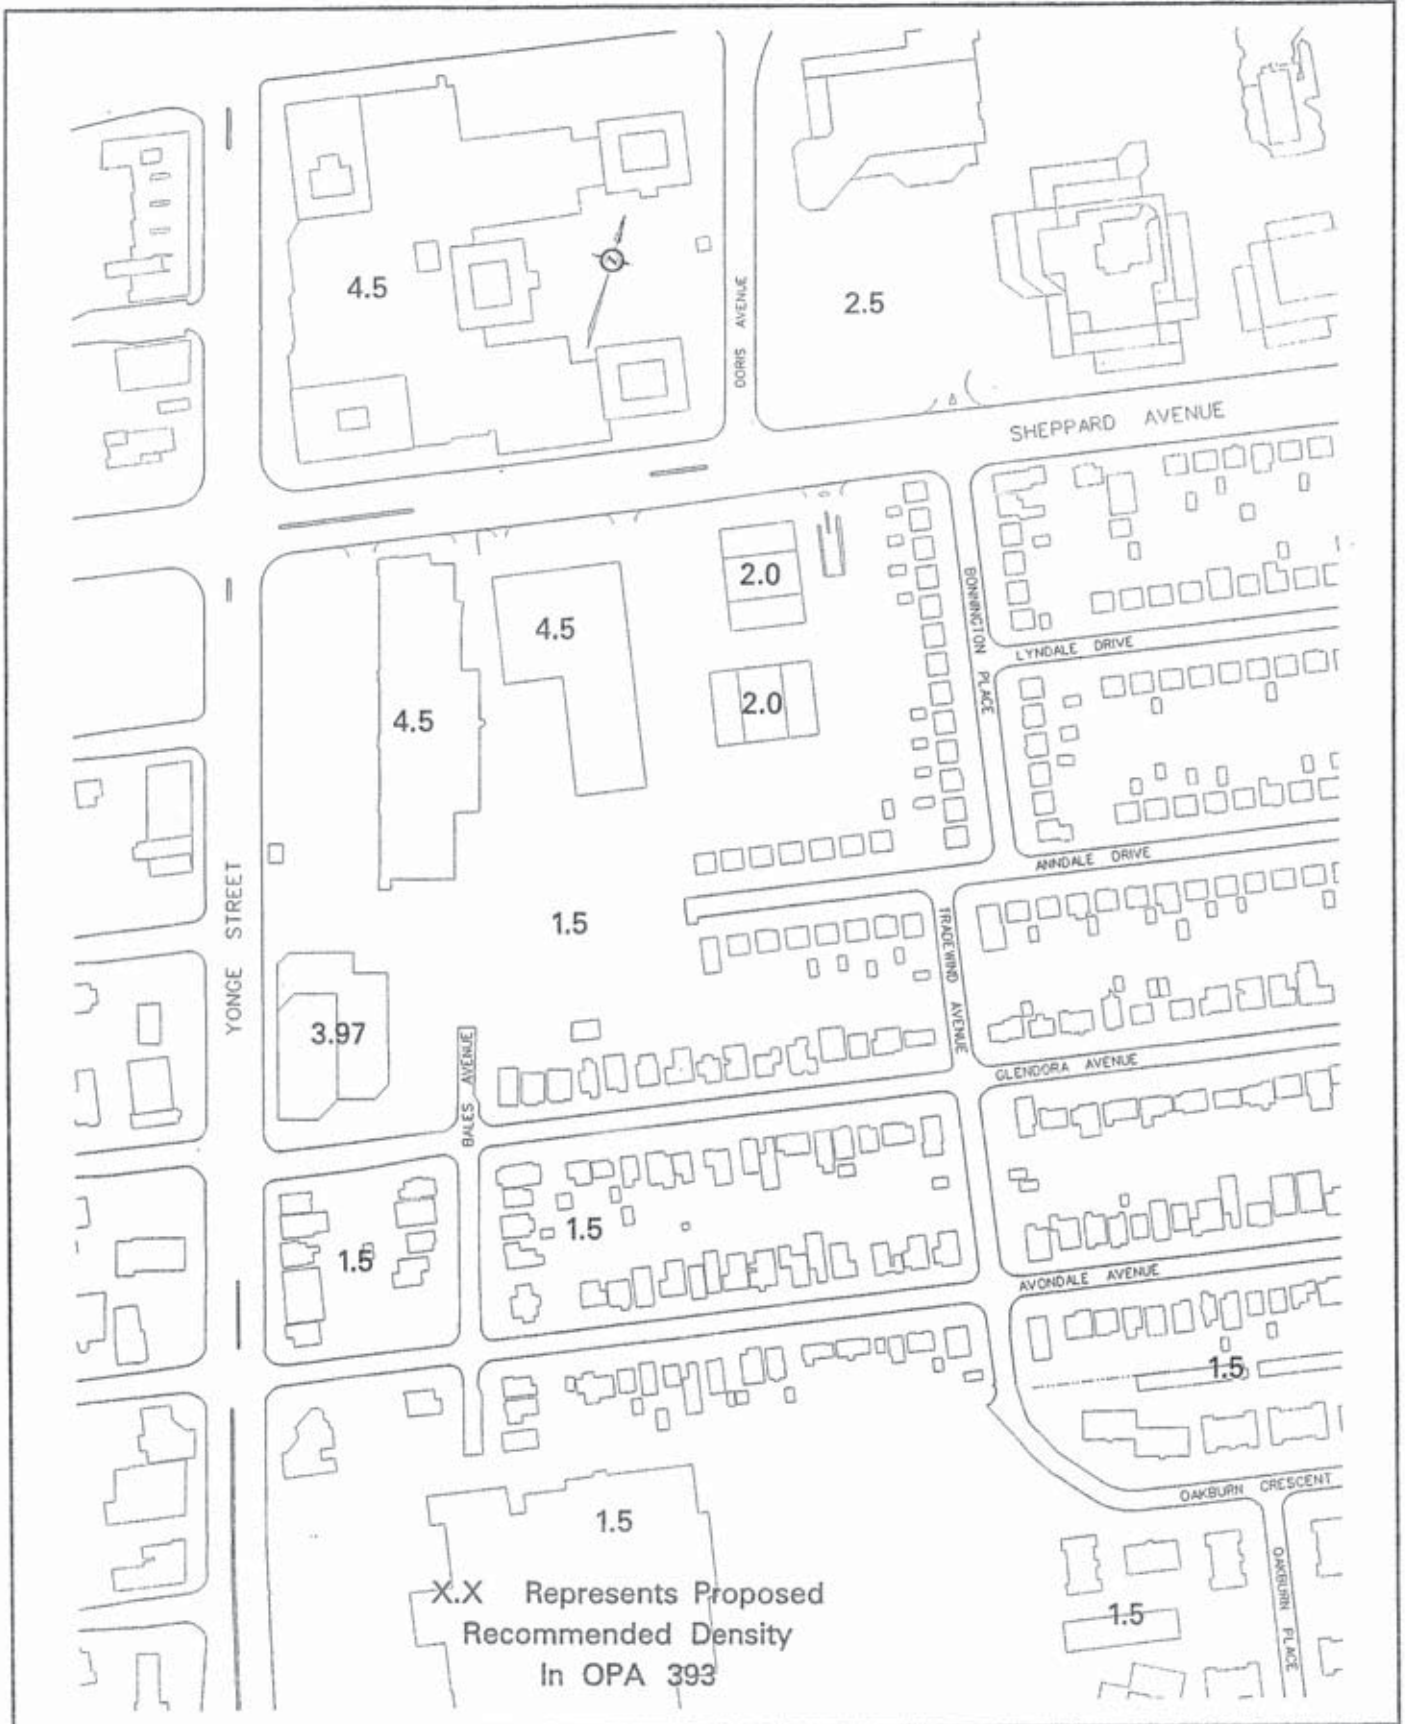 4.5
2.5
DORIS AVENUE
SHEPPARD AVENUE
2.0
4.5
BONNINGTON PLACE
LYNDALE DRIVE
2.0
4.5
ANNDALE DRIVE
YONGE STREET
1.5
TRADEWIND AVENUE
3.97
BALES AVENUE
GLENDORA AVENUE
1.5
1.5
AVONDALE AVENUE
1.5
OAKBURN CRESCENT
1.5
OAKBURN PLACE
X.X Represents Proposed
Recommended Density
In OPA 393
1.5